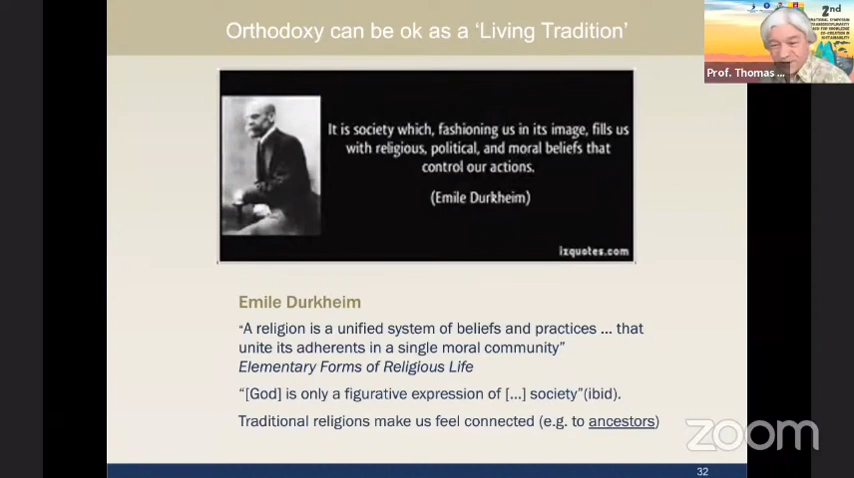 Orthodoxy can be ok as a ‘Living Tradition’
2nd
Prof. Thomas ...
It is society which, fashioning us in its image, fills us
with religious, political, and moral beliefs that
control our actions.
(Emile Durkheim)
izquotes.com
Emile Durkheim
“A religion is a unified system of beliefs and practices ... that
unite its adherents in a single moral community”
Elementary Forms of Religious Life
“[God] is only a figurative expression of [...] society”(ibid).
Traditional religions make us feel connected (e.g. to ancestors)
zoom
32